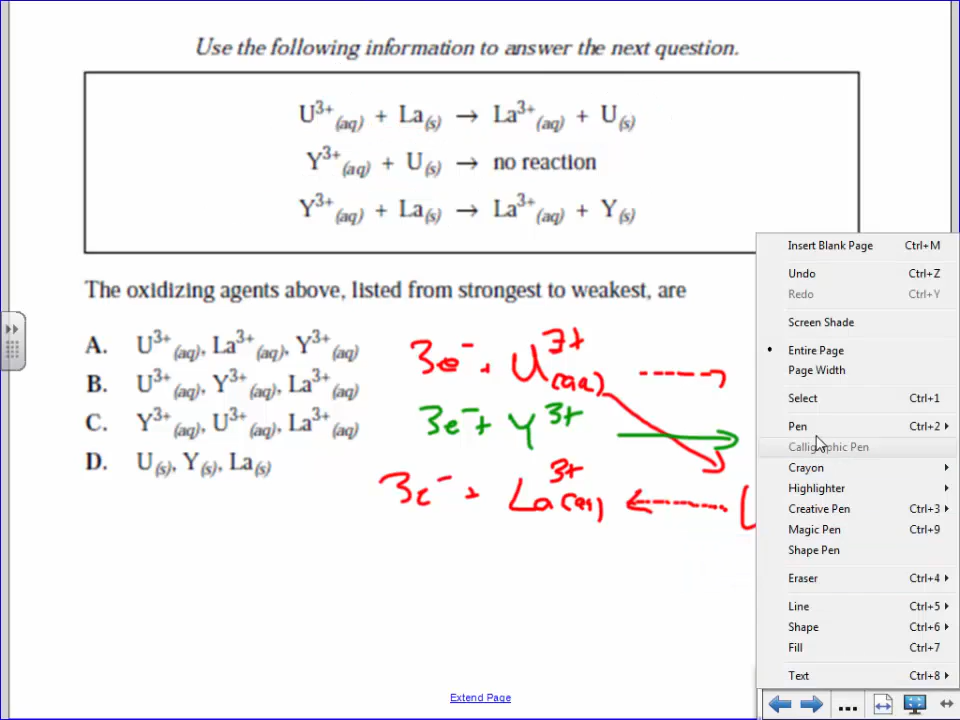 Use the following information to answer the next question.
U³⁺(aq) + La(s) → La³⁺(aq) + U(s)
Y³⁺(aq) + U(s) → no reaction
Y³⁺(aq) + La(s) → La³⁺(aq) + Y(s)
The oxidizing agents above, listed from strongest to weakest, are
A. U³⁺(aq), La³⁺(aq), Y³⁺(aq)
B. U³⁺(aq), Y³⁺(aq), La³⁺(aq)
C. Y³⁺(aq), U³⁺(aq), La³⁺(aq)
D. U(s), Y(s), La(s)
3e⁻ + U³⁺(aq)
3e⁻ + Y³⁺
3e⁻ + La³⁺(aq)
Insert Blank Page Ctrl+M
Undo Ctrl+Z
Redo Ctrl+Y
Screen Shade
Entire Page
Page Width
Select Ctrl+1
Pen Ctrl+2
Calligraphic Pen
Crayon
Highlighter
Creative Pen Ctrl+3
Magic Pen Ctrl+9
Shape Pen
Eraser Ctrl+4
Line Ctrl+5
Shape Ctrl+6
Fill Ctrl+7
Text Ctrl+8
Extend Page